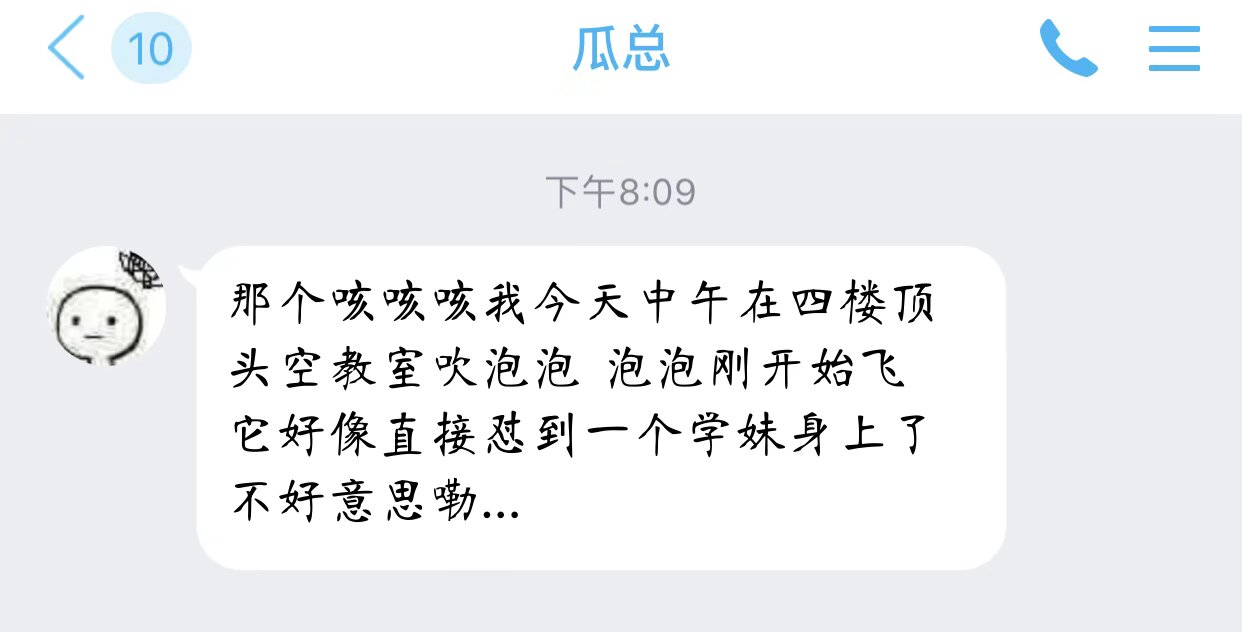 10
瓜总
下午8:09
那个咳咳咳我今天中午在四楼顶
头空教室吹泡泡 泡泡刚开始飞
它好像直接怼到一个学妹身上了
不好意思嘞...